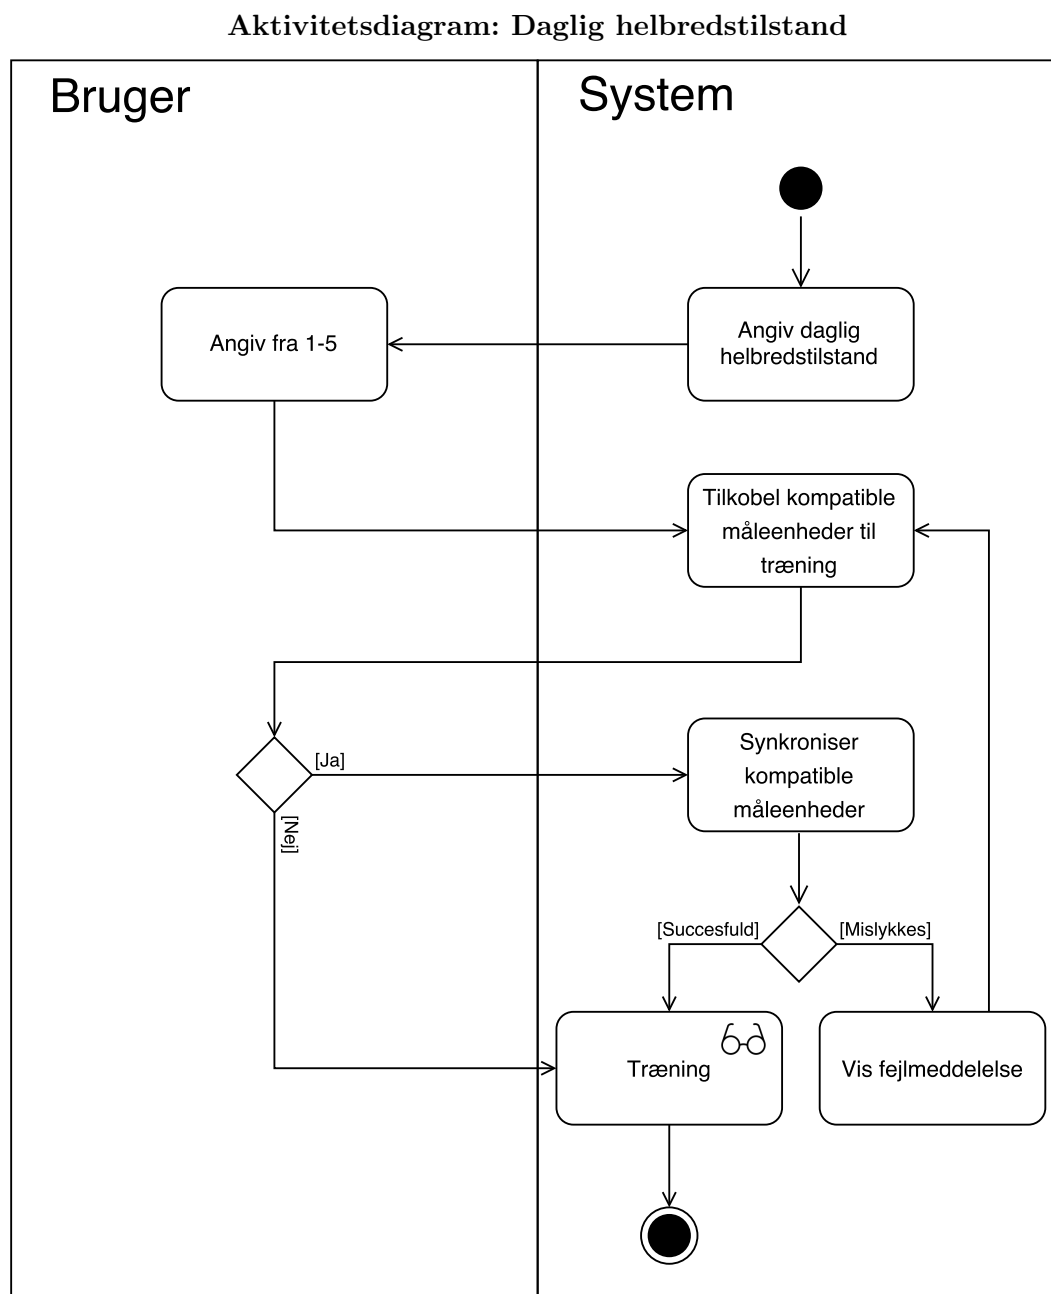 Aktivitetsdiagram: Daglig helbredstilstand
Bruger
System
Angiv fra 1-5
Angiv daglig
helbredstilstand
Tilkobel kompatible
måleenheder til
træning
[Ja]
[Nej]
Synkroniser
kompatible
måleenheder
[Succesfuld]
[Mislykkes]
Træning
Vis fejlmeddelelse